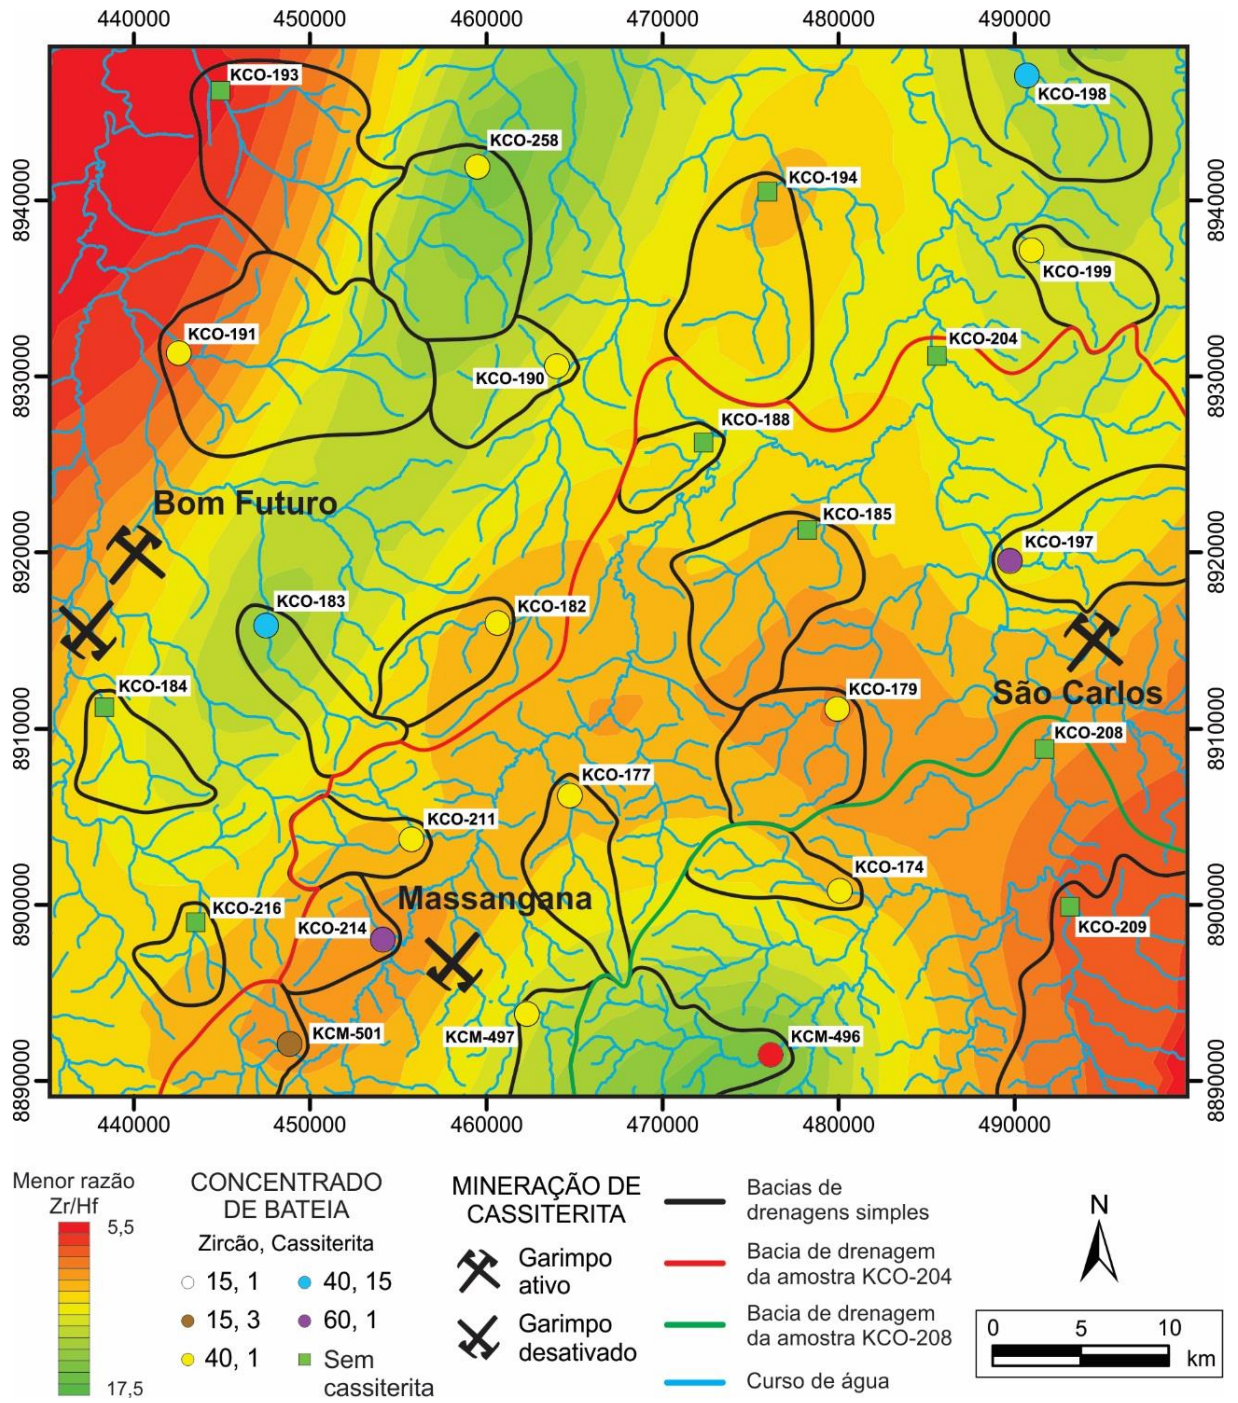 440000 450000 460000 470000 480000 490000
8940000
8930000
8920000
8910000
8900000
8890000
KCO-193
KCO-198
KCO-258
KCO-194
KCO-199
KCO-191
KCO-204
KCO-190
KCO-188
Bom Futuro
KCO-185
KCO-197
KCO-183
KCO-182
KCO-184
KCO-179
São Carlos
KCO-208
KCO-177
KCO-211
KCO-174
Massangana
KCO-216
KCO-214
KCO-209
KCM-501
KCM-497
KCM-496
8940000
8930000
8920000
8910000
8900000
8890000
440000 450000 460000 470000 480000 490000
Menor razão
Zr/Hf
5,5
17,5
CONCENTRADO
DE BATEIA
Zircão, Cassiterita
15, 1
15, 3
40, 1
40, 15
60, 1
Sem
cassiterita
MINERAÇÃO DE
CASSITERITA
Garimpo
ativo
Garimpo
desativado
Bacias de
drenagens simples
Bacia de drenagem
da amostra KCO-204
Bacia de drenagem
da amostra KCO-208
Curso de água
N
0 5 10
km